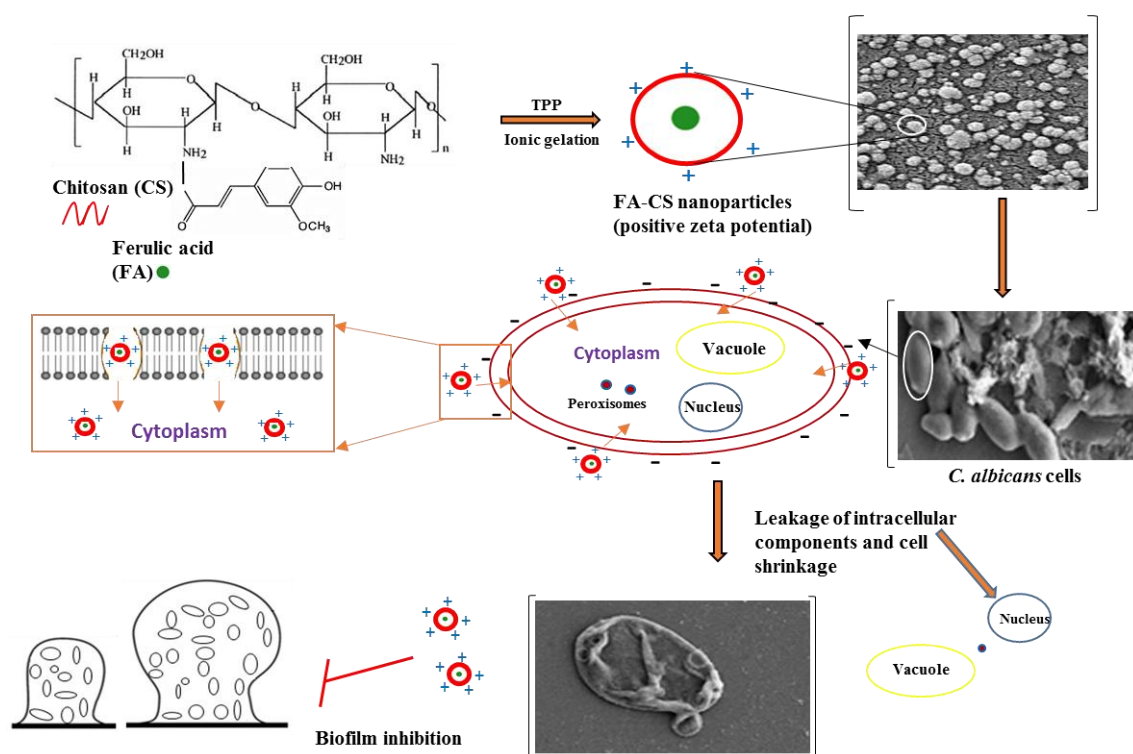 CH₂OH
CH₂OH
H
O
H
O
H
H
H
O
O
OH
H
OH
H
H
H
H
NH2
H
NH2
n
Chitosan (CS)
OH
O
OCH₃
Ferulic acid
(FA)
TPP
Ionic gelation
FA-CS nanoparticles
(positive zeta potential)
Cytoplasm
Vacuole
Peroxisomes
Nucleus
Cytoplasm
C. albicans cells
Leakage of intracellular
components and cell
shrinkage
Nucleus
Vacuole
Biofilm inhibition